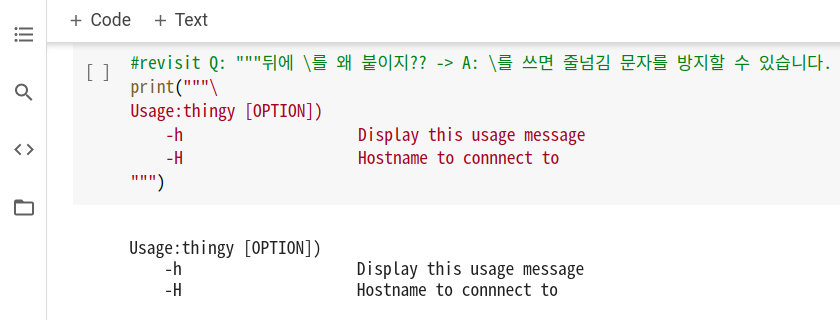 + Code + Text
[ ] #revisit Q: """뒤에 \를 왜 붙이지?? -> A: \를 쓰면 줄넘김 문자를 방지할 수 있습니다.
print("""\
Usage:thingy [OPTION])
-h Display this usage message
-H Hostname to connnect to
""")
Usage:thingy [OPTION])
-h Display this usage message
-H Hostname to connnect to